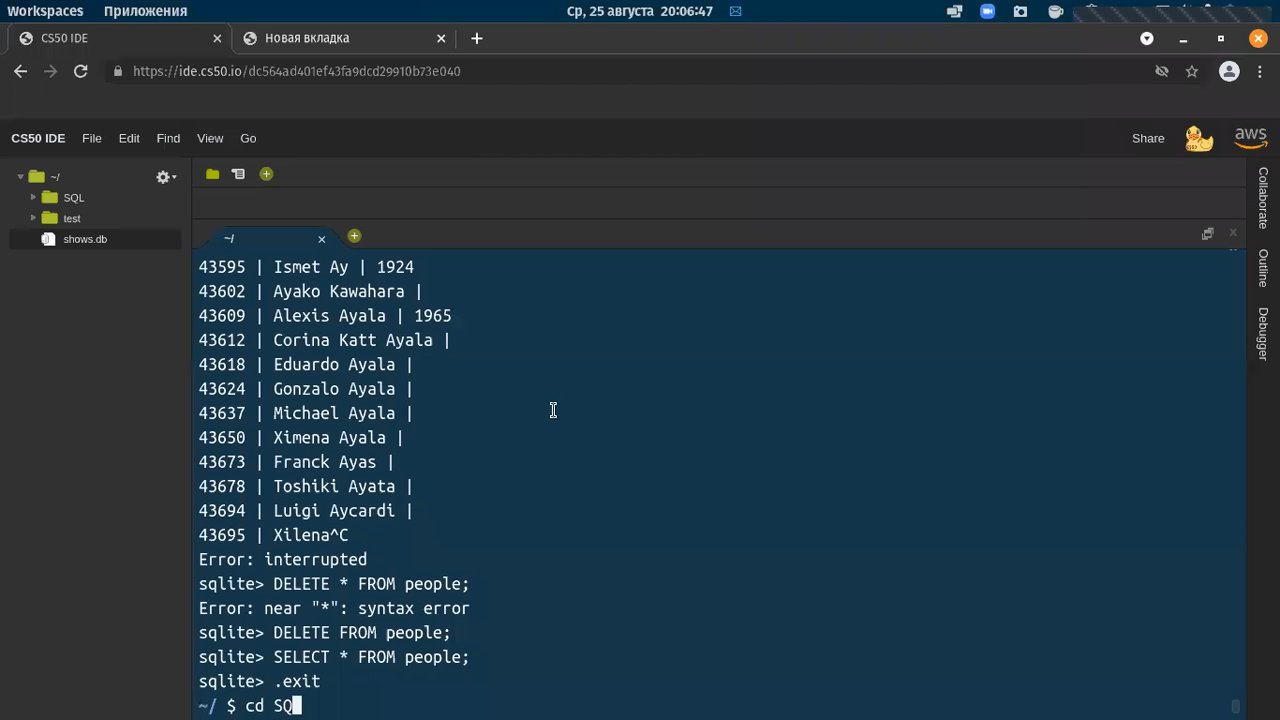 Workspaces Приложения Ср, 25 августа 20:06:47
CS50 IDE Новая вкладка
https://ide.cs50.io/dc564ad401ef43fa9dcd29910b73e040
CS50 IDE File Edit Find View Go Share aws
~/
SQL
test
shows.db
~/
Collaborate
Outline
Debugger
43595 | Ismet Ay | 1924
43602 | Ayako Kawahara |
43609 | Alexis Ayala | 1965
43612 | Corina Katt Ayala |
43618 | Eduardo Ayala |
43624 | Gonzalo Ayala |
43637 | Michael Ayala |
43650 | Ximena Ayala |
43673 | Franck Ayas |
43678 | Toshiki Ayata |
43694 | Luigi Aycardi |
43695 | Xilena^C
Error: interrupted
sqlite> DELETE * FROM people;
Error: near "*": syntax error
sqlite> DELETE FROM people;
sqlite> SELECT * FROM people;
sqlite> .exit
~/ $ cd SQ